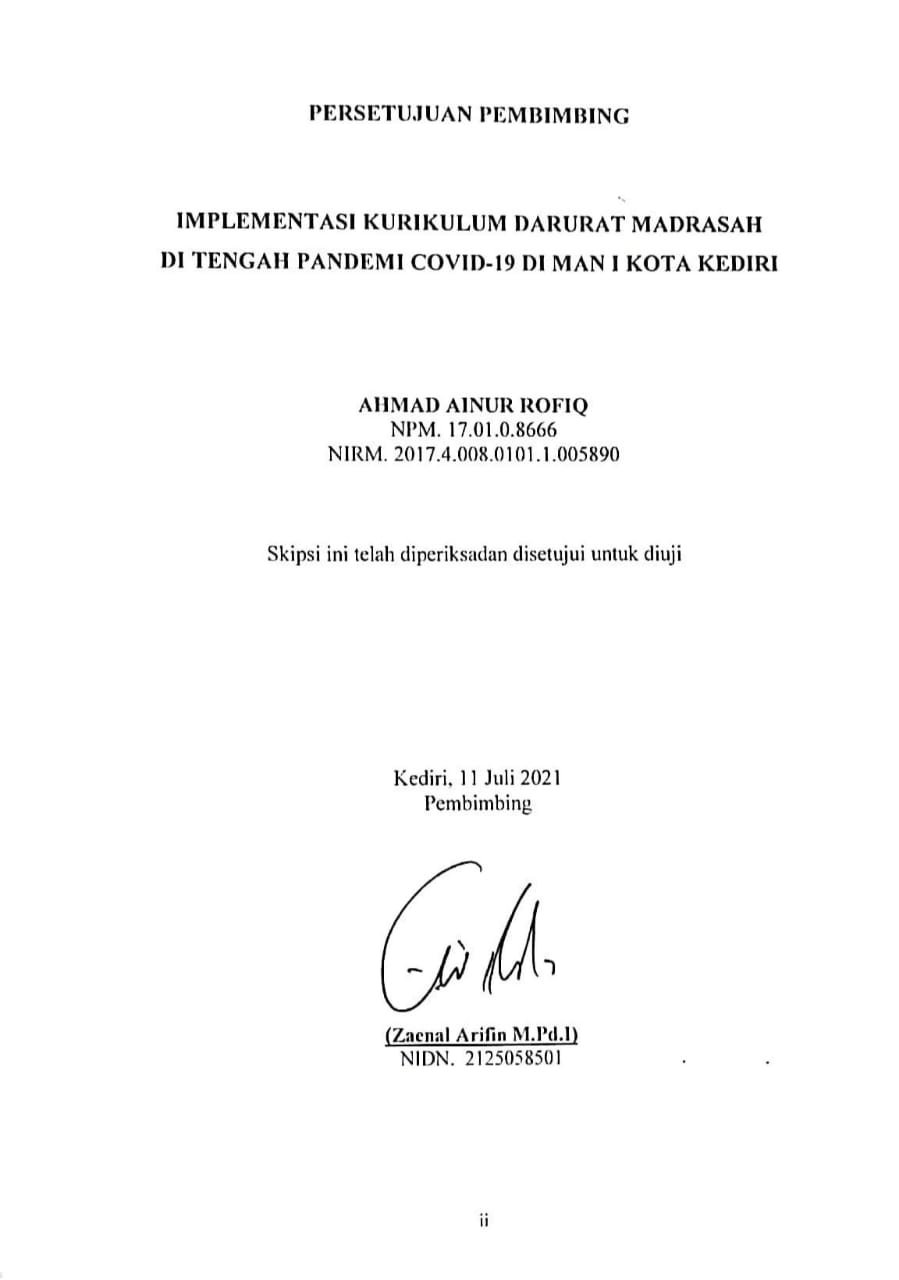 PERSETUJUAN PEMBIMBING
IMPLEMENTASI KURIKULUM DARURAT MADRASAH
DI TENGAH PANDEMI COVID-19 DI MAN I KOTA KEDIRI
AHMAD AINUR ROFIQ
NPM. 17.01.0.8666
NIRM. 2017.4.008.0101.1.005890
Skipsi ini telah diperiksadan disetujui untuk diuji
Kediri, 11 Juli 2021
Pembimbing
(Zaenal Arifin M.Pd.I)
NIDN. 2125058501
ii